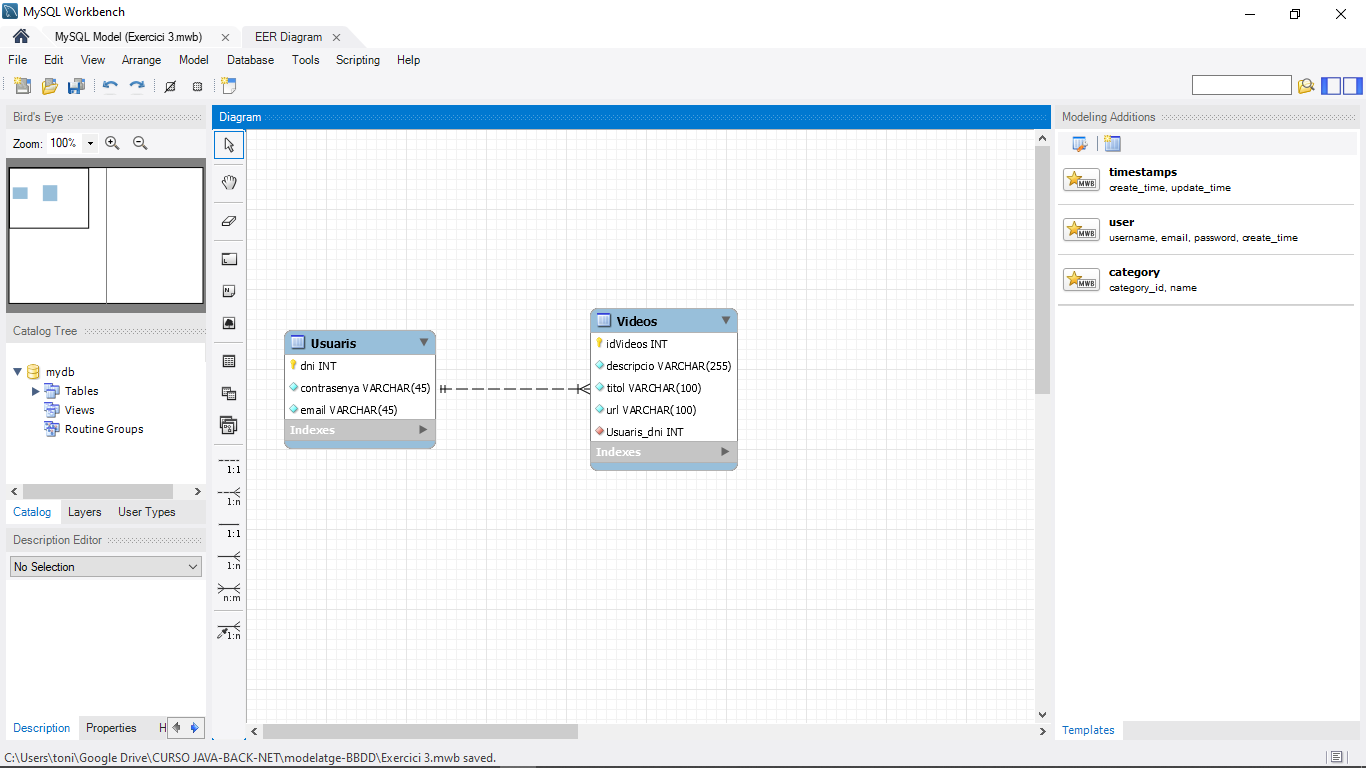 MySQL Workbench
MySQL Model (Exercici 3.mwb)
EER Diagram
File Edit View Arrange Model Database Tools Scripting Help
Bird's Eye
Zoom: 100%
Catalog Tree
mydb
Tables
Views
Routine Groups
Catalog Layers User Types
Description Editor
No Selection
Description Properties H
Diagram
1:1
1:n
1:1
1:n
n:m
1:n
Usuaris
dni INT
contrasenya VARCHAR(45)
email VARCHAR(45)
Indexes
Videos
idVideos INT
descripcio VARCHAR(255)
titol VARCHAR(100)
url VARCHAR(100)
Usuaris_dni INT
Indexes
Modeling Additions
MWB
timestamps
create_time, update_time
MWB
user
username, email, password, create_time
MWB
category
category_id, name
Templates
C:\Users\toni\Google Drive\CURSO JAVA-BACK-NET\modelatge-BBDD\Exercici 3.mwb saved.